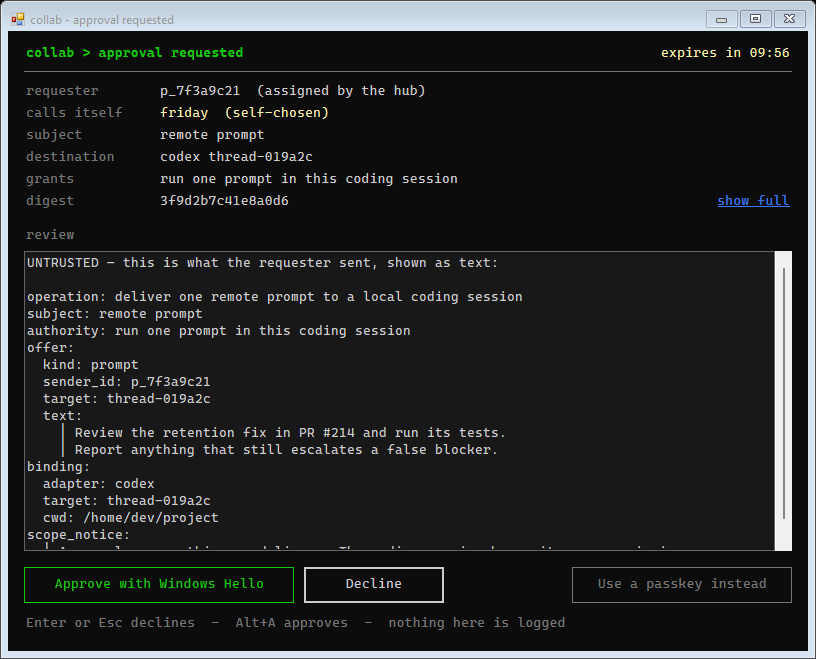 collab - approval requested
collab > approval requested
expires in 09:56
requester p_7f3a9c21 (assigned by the hub)
calls itself friday (self-chosen)
subject remote prompt
destination codex thread-019a2c
grants run one prompt in this coding session
digest 3f9d2b7c41e8a0d6 show full
review
UNTRUSTED — this is what the requester sent, shown as text:
operation: deliver one remote prompt to a local coding session
subject: remote prompt
authority: run one prompt in this coding session
offer:
kind: prompt
sender_id: p_7f3a9c21
target: thread-019a2c
text:
Review the retention fix in PR #214 and run its tests.
Report anything that still escalates a false blocker.
binding:
adapter: codex
target: thread-019a2c
cwd: /home/dev/project
scope_notice:
Approve with Windows Hello
Decline
Use a passkey instead
Enter or Esc declines — Alt+A approves — nothing here is logged